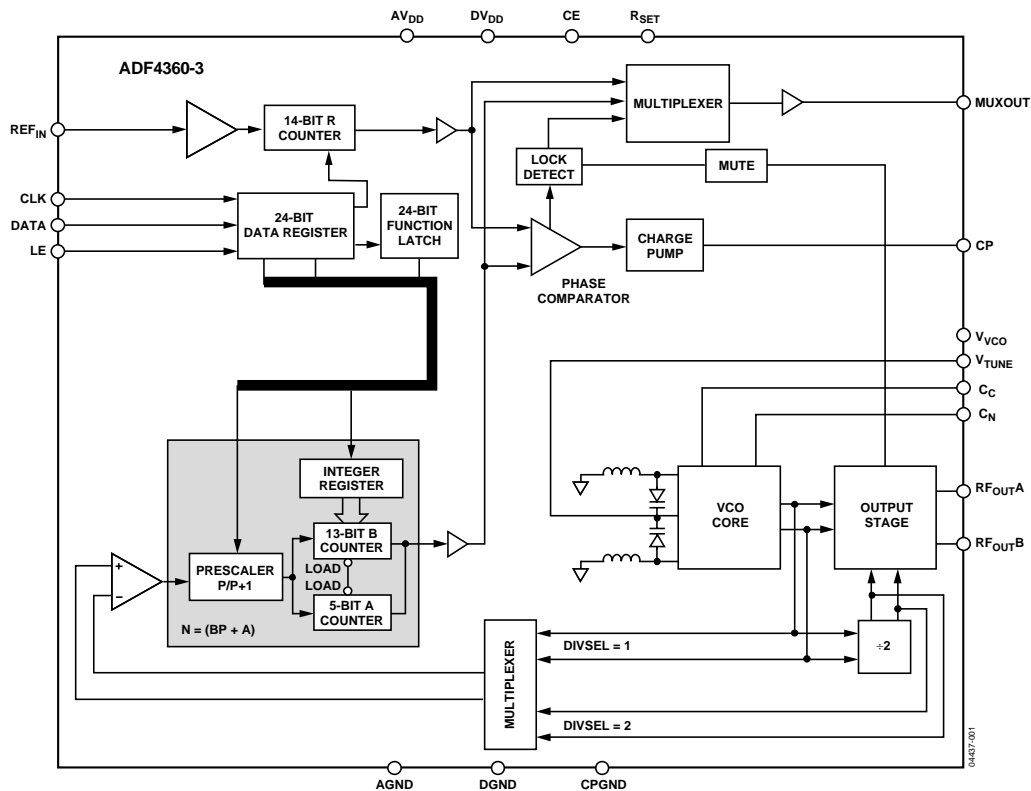 AVDD
DVDD
CE
RSET
ADF4360-3
REFIN
14-BIT R
COUNTER
MULTIPLEXER
MUXOUT
LOCK
DETECT
MUTE
CLK
DATA
LE
24-BIT
DATA REGISTER
24-BIT
FUNCTION
LATCH
CHARGE
PUMP
CP
PHASE
COMPARATOR
VVCO
VTUNE
CC
CN
INTEGER
REGISTER
13-BIT B
COUNTER
VCO
CORE
OUTPUT
STAGE
RFOUTA
RFOUTB
+
−
PRESCALER
P/P+1
LOAD
LOAD
5-BIT A
COUNTER
N = (BP + A)
MULTIPLEXER
DIVSEL = 1
÷2
DIVSEL = 2
04437-001
AGND
DGND
CPGND